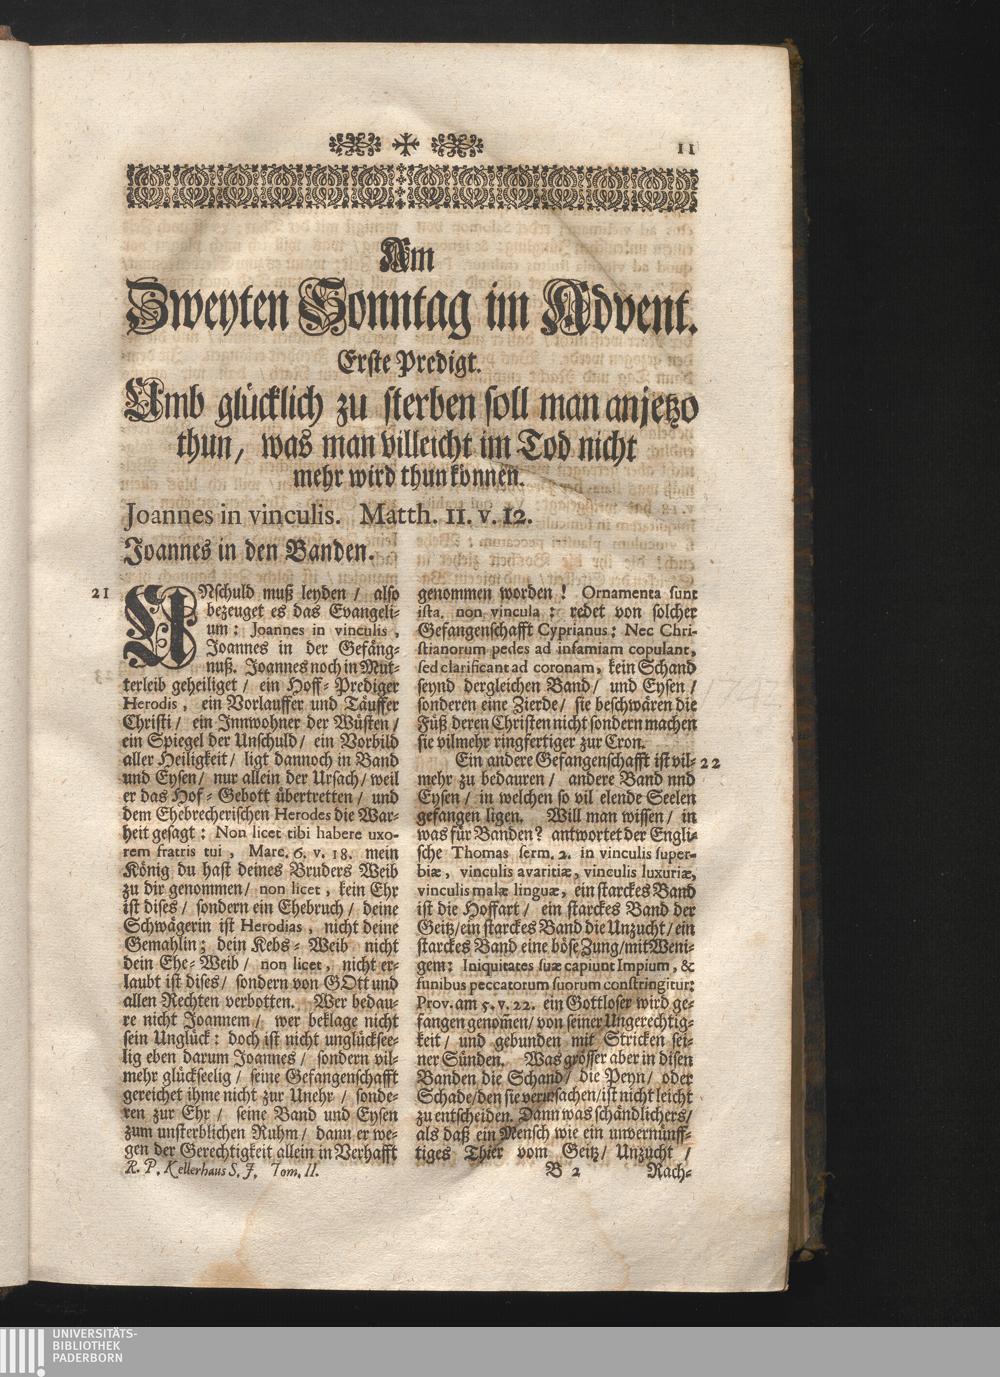 11
Am
Zweyten Sonntag im Advent.
Erste Predigt.
Umb glücklich zu sterben soll man anjetzo
thun, was man villeicht im Tod nicht
mehr wird thun können.
Joannes in vinculis. Matth. 11. v. 12.
Joannes in den Banden.
21
UNschuld muß leyden / also
bezeuget es das Evangeli-
um: Joannes in vinculis,
Joannes in der Gefäng-
nuß. Joannes noch in Mut-
terleib geheiliget / ein Hoff-Prediger
Herodis, ein Vorlauffer und Täuffer
Christi / ein Innwohner der Wüsten /
ein Spiegel der Unschuld / ein Vorbild
aller Heiligkeit / ligt dannoch in Band
und Eysen / nur allein der Ursach / weil
er das Hof-Gebott übertretten / und
dem Ehebrecherischen Herodes die War-
heit gesagt: Non licet tibi habere uxo-
rem fratris tui, Marc. 6. v. 18. mein
König du hast deines Bruders Weib
zu dir genommen / non licet, kein Ehr
ist dises / sondern ein Ehebruch / deine
Schwägerin ist Herodias, nicht deine
Gemahlin; dein Kebs-Weib nicht
dein Ehe-Weib / non licet, nicht er-
laubt ist dises / sondern von GOtt und
allen Rechten verbotten. Wer bedau-
re nicht Joannem / wer beklage nicht
sein Unglück: doch ist nicht unglücksee-
lig eben darum Joannes / sondern vil-
mehr glückseelig / seine Gefangenschafft
gereichet ihme nicht zur Unehr / sonde-
ren zur Ehr / seine Band und Eysen
zum unsterblichen Ruhm / dann er we-
gen der Gerechtigkeit allein in Verhafft
R. P. Kellerhaus S. J. Tom. II.
genommen worden! Ornamenta sunt
ista, non vincula: redet von solcher
Gefangenschafft Cyprianus: Nec Chri-
stianorum pedes ad infamiam copulant,
sed clarificant ad coronam, kein Schand
seynd dergleichen Band / und Eysen /
sonderen eine Zierde / sie beschwären die
Füß deren Christen nicht sondern machen
sie vilmehr ringfertiger zur Cron.
Ein andere Gefangenschafft ist vil-
22
mehr zu bedauren / andere Band nnd
Eysen / in welchen so vil elende Seelen
gefangen ligen. Will man wissen / in
was für Banden? antwortet der Engli-
sche Thomas serm. 2. in vinculis super-
biæ, vinculis avaritiæ, vinculis luxuriæ,
vinculis malæ linguæ, ein starckes Band
ist die Hoffart / ein starckes Band der
Geitz / ein starckes Band die Unzucht / ein
starckes Band eine böse Zung / mit Weni-
gem: Iniquitates suæ capiunt Impium, &
funibus peccatorum suorum constringitur:
Prov. am 5. v. 22. ein Gottloser wird ge-
fangen genom̃en / von seiner Ungerechtig-
keit / und gebunden mit Stricken sei-
ner Sünden. Was grösser aber in disen
Banden die Schand / die Peyn / oder
Schade / den sie verursachen / ist nicht leicht
zu entscheiden. Dann was schändlichers /
als daß ein Mensch wie ein unvernünff-
tiges Thier vom Geitz / Unzucht /
B 2
Rach-
UNIVERSITÄTS-
BIBLIOTHEK
PADERBORN